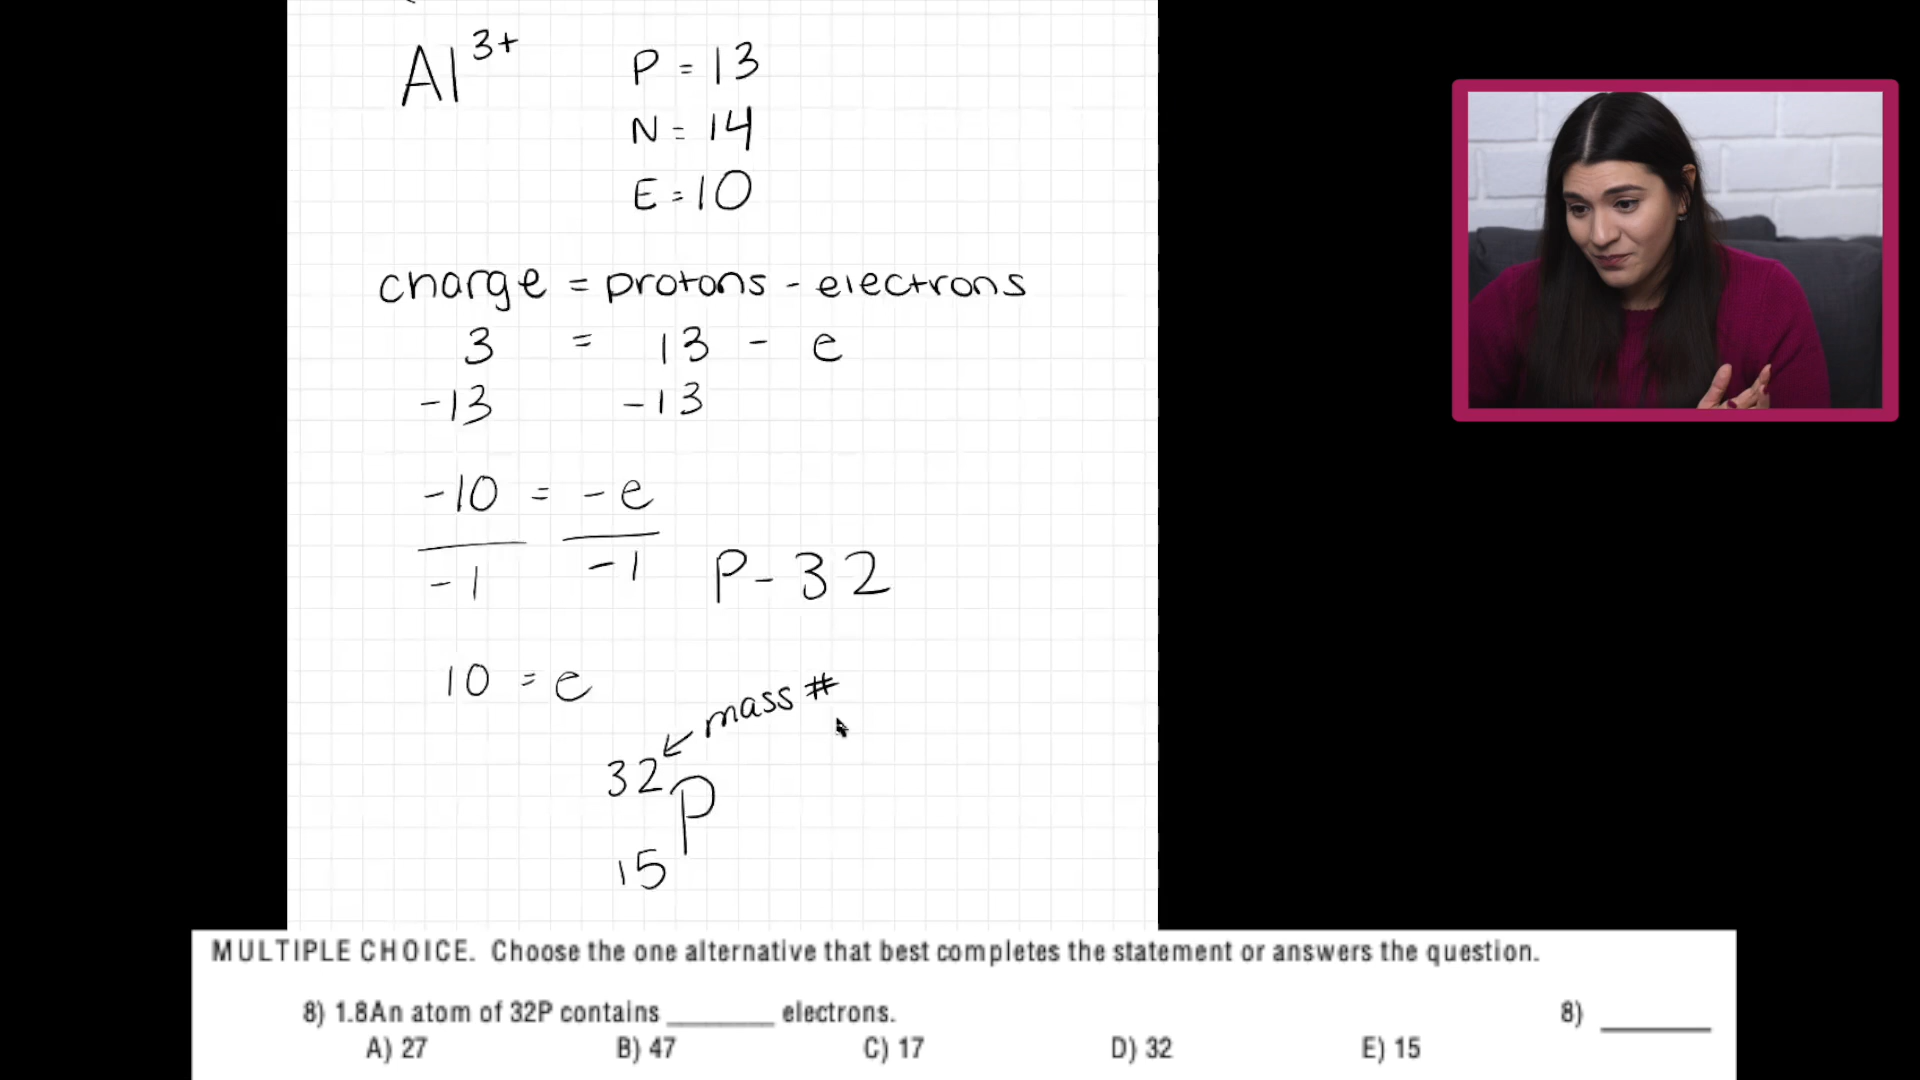 Al 3+
P = 13
N = 14
E = 10
charge = protons - electrons
3 = 13 - e
-13 -13
-10 = -e
-1 -1
P-32
10 = e
mass #
32 P
15
MULTIPLE CHOICE. Choose the one alternative that best completes the statement or answers the question.
8) 1.8An atom of 32P contains ________ electrons. 8) ________
A) 27 B) 47 C) 17 D) 32 E) 15